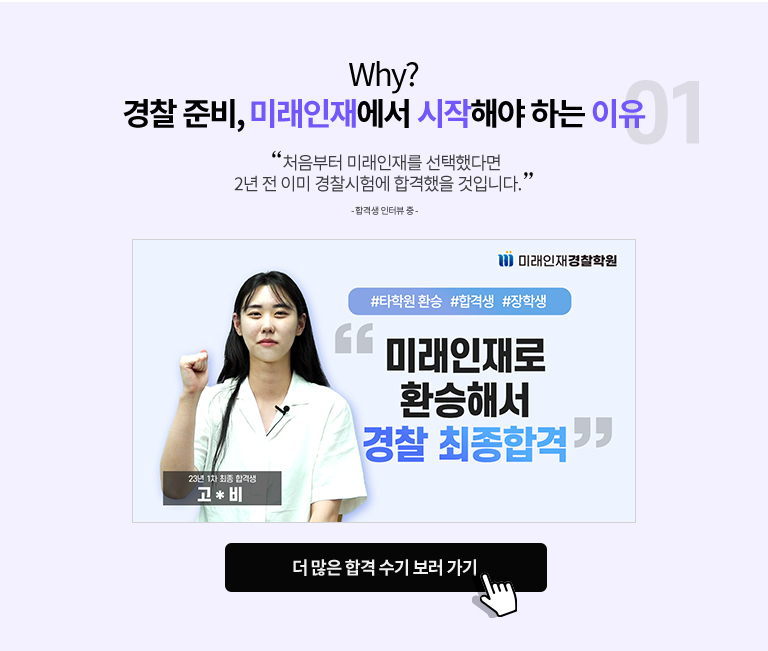 Why?
01
경찰 준비, 미래인재에서 시작해야 하는 이유
“처음부터 미래인재를 선택했다면
2년 전 이미 경찰시험에 합격했을 것입니다.”
- 합격생 인터뷰 중 -
미래인재경찰학원
#타학원 환승 #합격생 #장학생
“미래인재로
환승해서
경찰 최종합격”
23년 1차 최종 합격생
고*비
더 많은 합격 수기 보러 가기